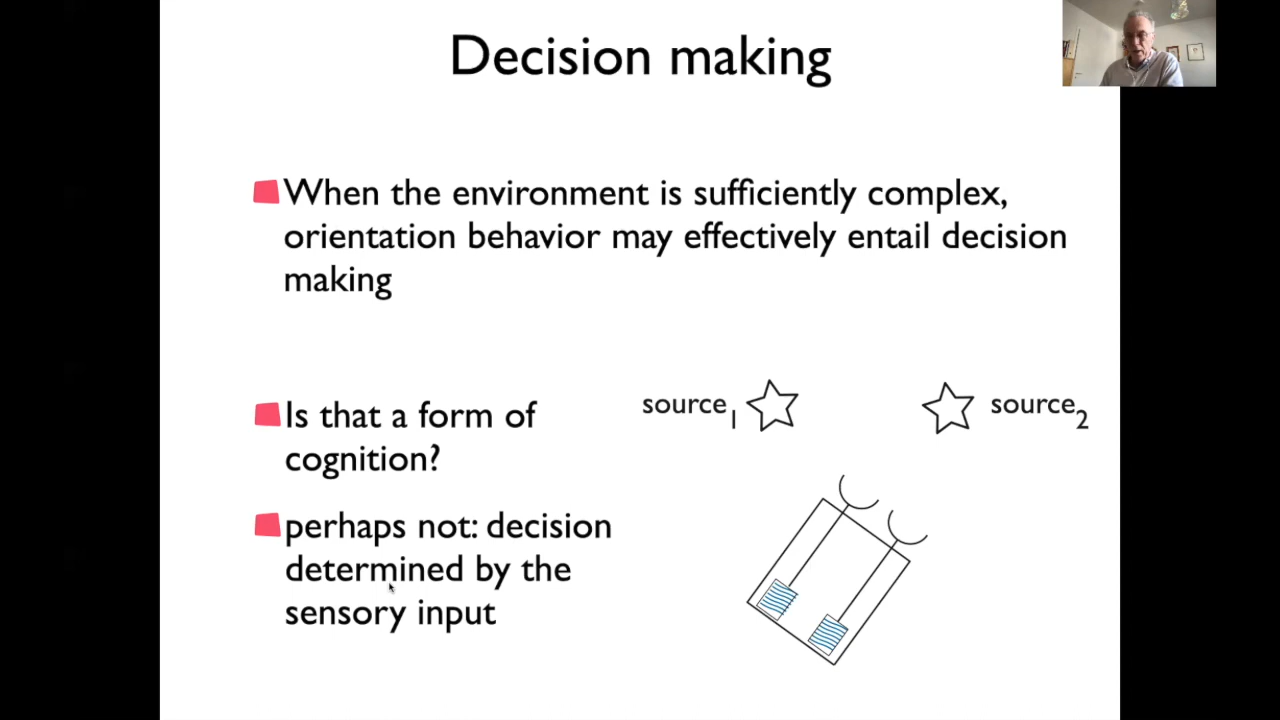 Decision making
When the environment is sufficiently complex,
orientation behavior may effectively entail decision
making
Is that a form of
cognition?
source1
source2
perhaps not: decision
determined by the
sensory input